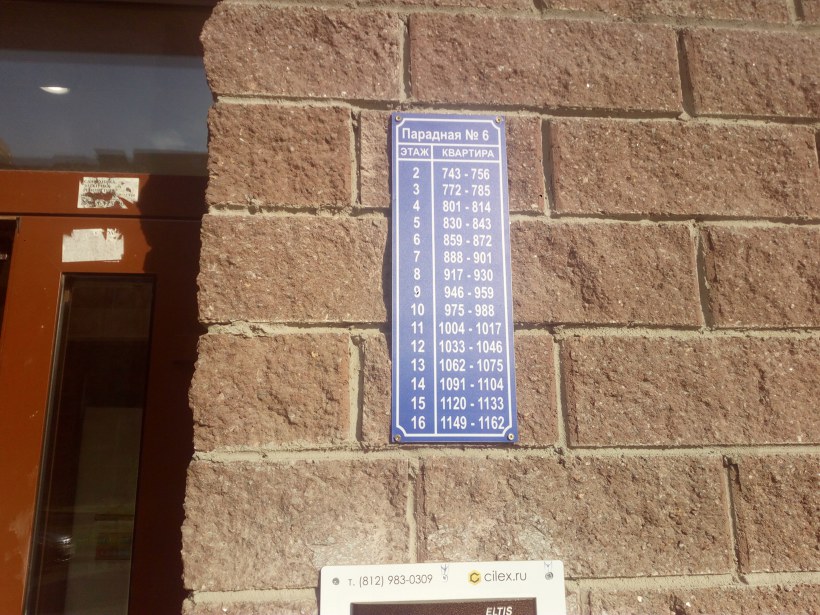 Парадная № 6
ЭТАЖ КВАРТИРА
2 743 - 756
3 772 - 785
4 801 - 814
5 830 - 843
6 859 - 872
7 888 - 901
8 917 - 930
9 946 - 959
10 975 - 988
11 1004 - 1017
12 1033 - 1046
13 1062 - 1075
14 1091 - 1104
15 1120 - 1133
16 1149 - 1162
т. (812) 983-0309 cilex.ru
ELTIS